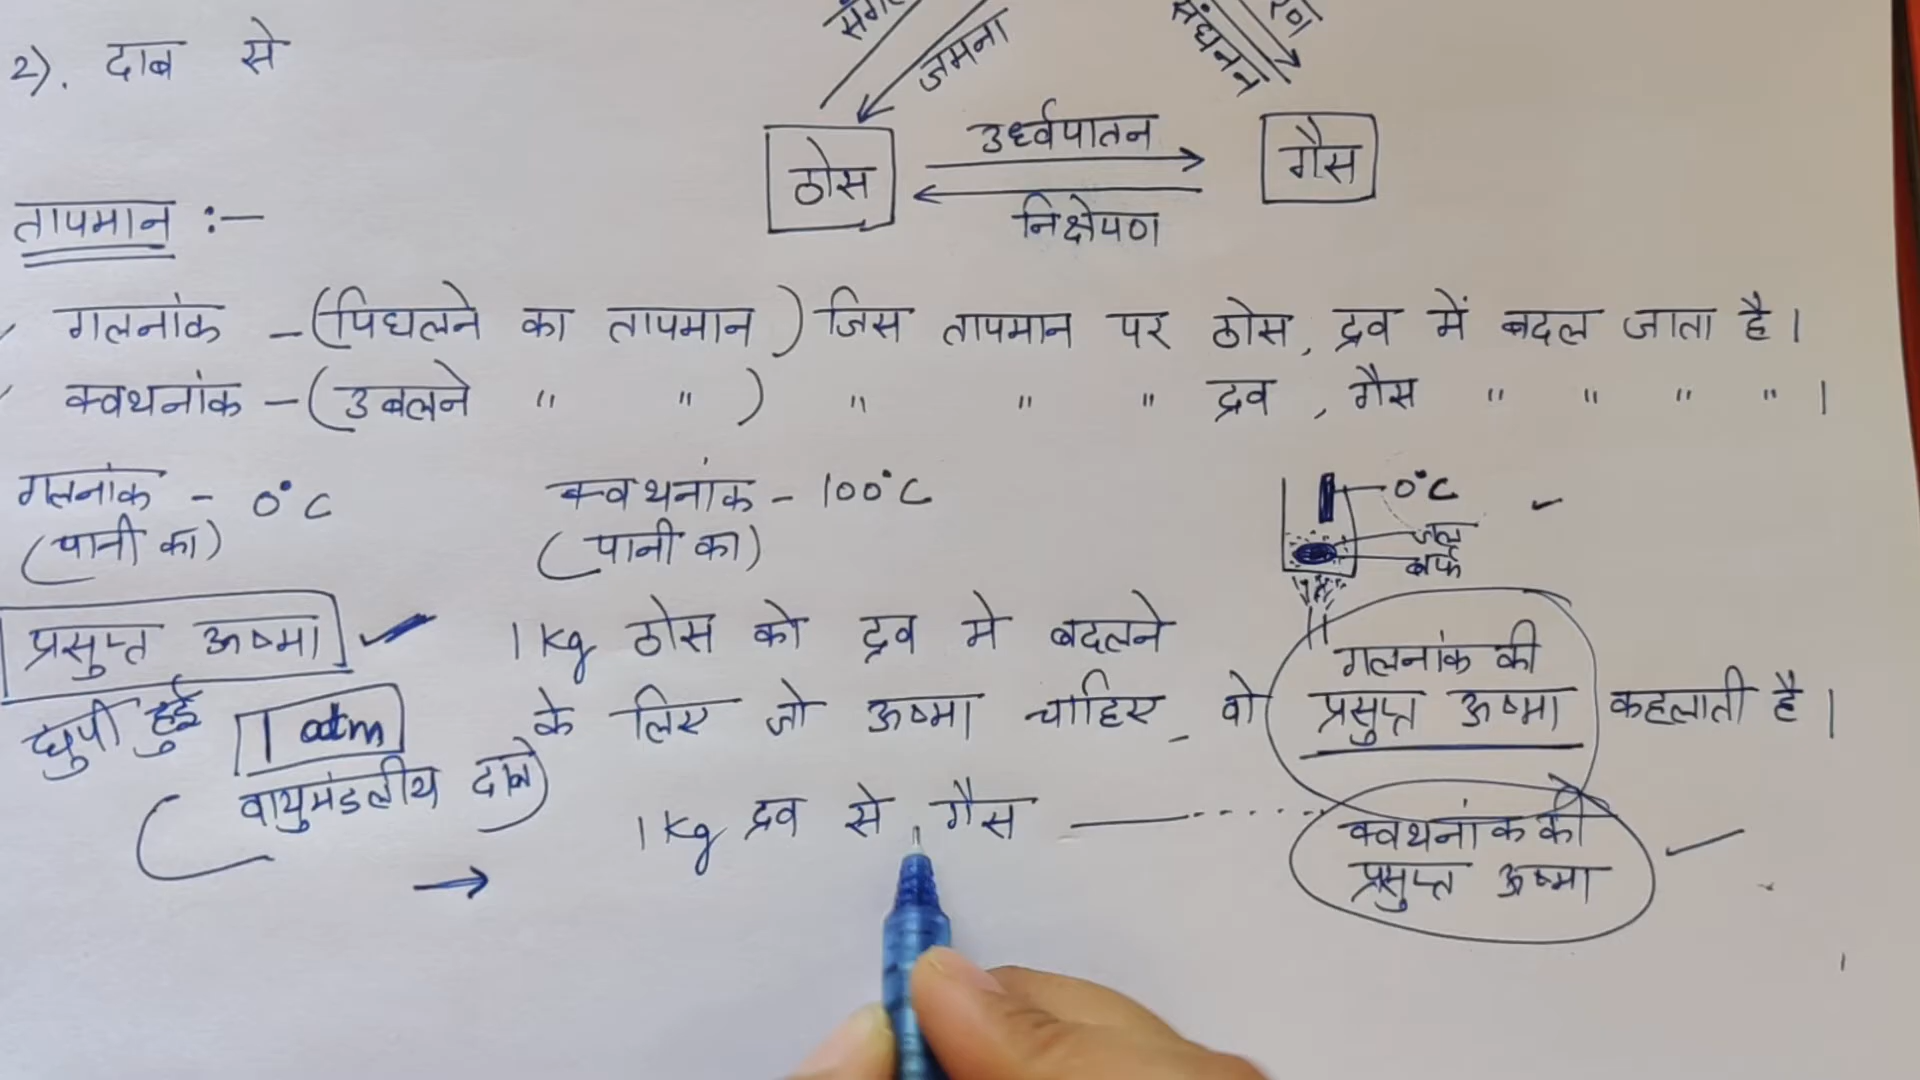 2). दाब से
जमना
संघनन
उर्ध्वपातन
ठोस
गैस
निक्षेपण
तापमान :-
गलनांक - (पिघलने का तापमान) जिस तापमान पर ठोस, द्रव में बदल जाता है।
क्वथनांक - (उबलने " " ) " " " द्रव, गैस " " " " ।
गलनांक - 0°C
(पानी का)
क्वथनांक - 100°C
(पानी का)
0°C
जल
बर्फ
प्रसुप्त ऊष्मा
छुपी हुई
1 atm
वायुमंडलीय दाब)
1 kg ठोस को द्रव मे बदलने
के लिए जो ऊष्मा चाहिए, वो गलनांक की प्रसुप्त ऊष्मा कहलाती है।
1 kg द्रव से गैस —— ....... क्वथनांक की प्रसुप्त ऊष्मा